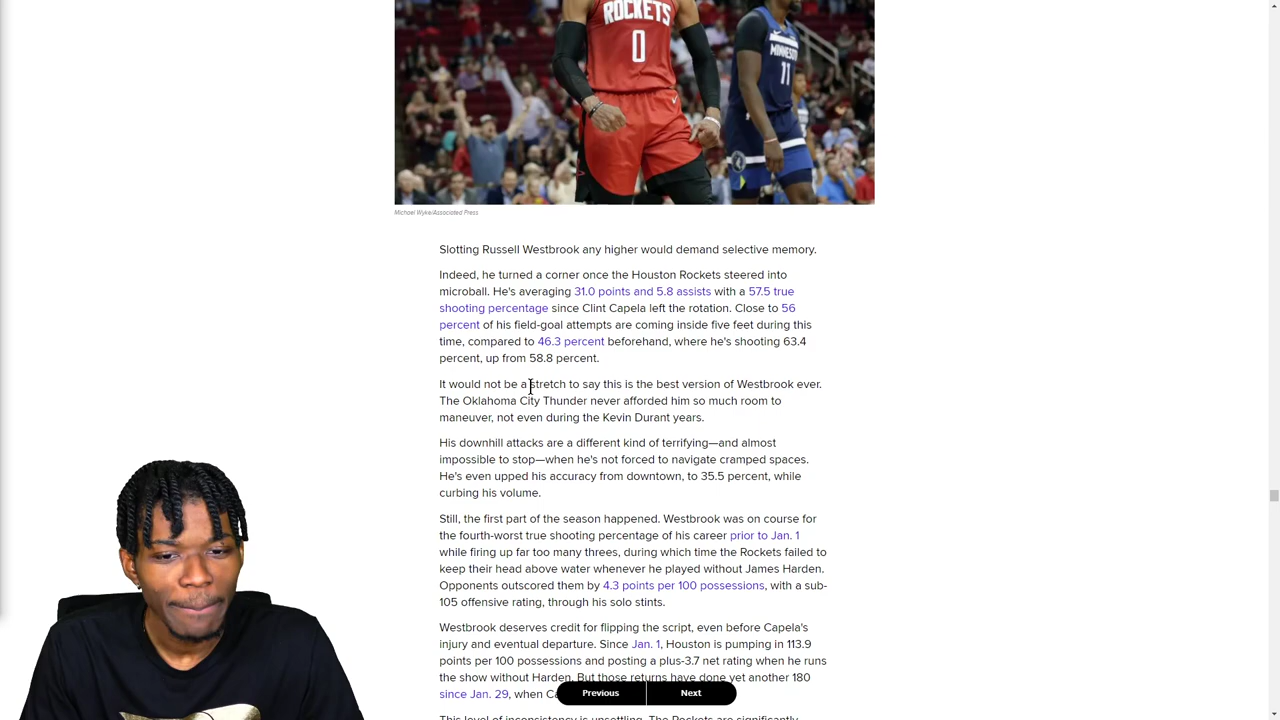 ROCKETS
0
MINNESOTA
11
Michael Wyke/Associated Press
Slotting Russell Westbrook any higher would demand selective memory.
Indeed, he turned a corner once the Houston Rockets steered into
microball. He's averaging 31.0 points and 5.8 assists with a 57.5 true
shooting percentage since Clint Capela left the rotation. Close to 56
percent of his field-goal attempts are coming inside five feet during this
time, compared to 46.3 percent beforehand, where he's shooting 63.4
percent, up from 58.8 percent.
It would not be a stretch to say this is the best version of Westbrook ever.
The Oklahoma City Thunder never afforded him so much room to
maneuver, not even during the Kevin Durant years.
His downhill attacks are a different kind of terrifying—and almost
impossible to stop—when he's not forced to navigate cramped spaces.
He's even upped his accuracy from downtown, to 35.5 percent, while
curbing his volume.
Still, the first part of the season happened. Westbrook was on course for
the fourth-worst true shooting percentage of his career prior to Jan. 1
while firing up far too many threes, during which time the Rockets failed to
keep their head above water whenever he played without James Harden.
Opponents outscored them by 4.3 points per 100 possessions, with a sub-
105 offensive rating, through his solo stints.
Westbrook deserves credit for flipping the script, even before Capela's
injury and eventual departure. Since Jan. 1, Houston is pumping in 113.9
points per 100 possessions and posting a plus-3.7 net rating when he runs
the show without Harden. But those returns have done yet another 180
since Jan. 29, when
Previous Next
This level of inconsistency is unsettling. The Rockets are significantly